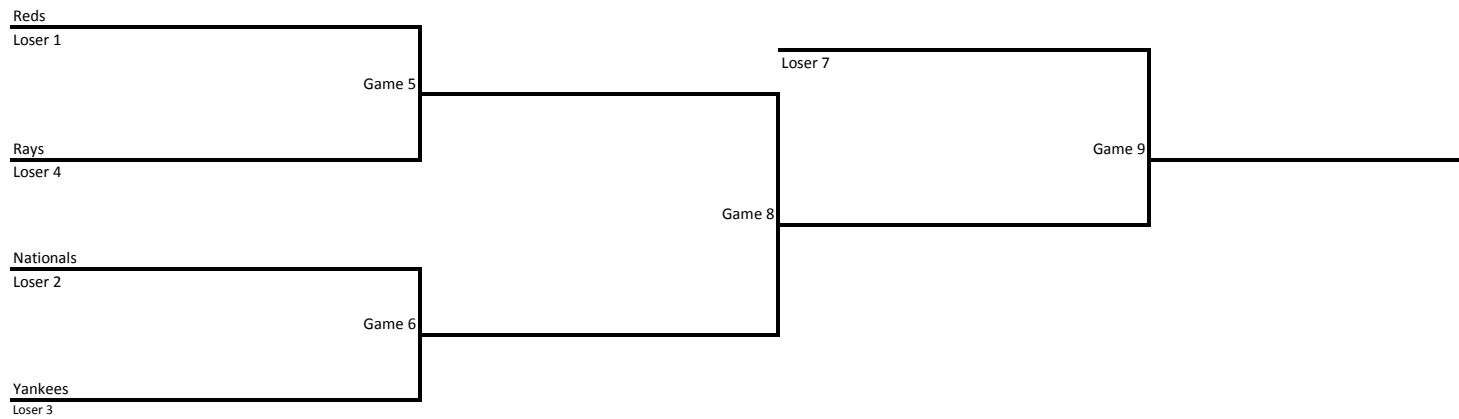 Reds
Loser 1
Loser 7
Game 5
Rays
Game 9
Loser 4
Game 8
Nationals
Loser 2
Game 6
Yankees
Loser 3